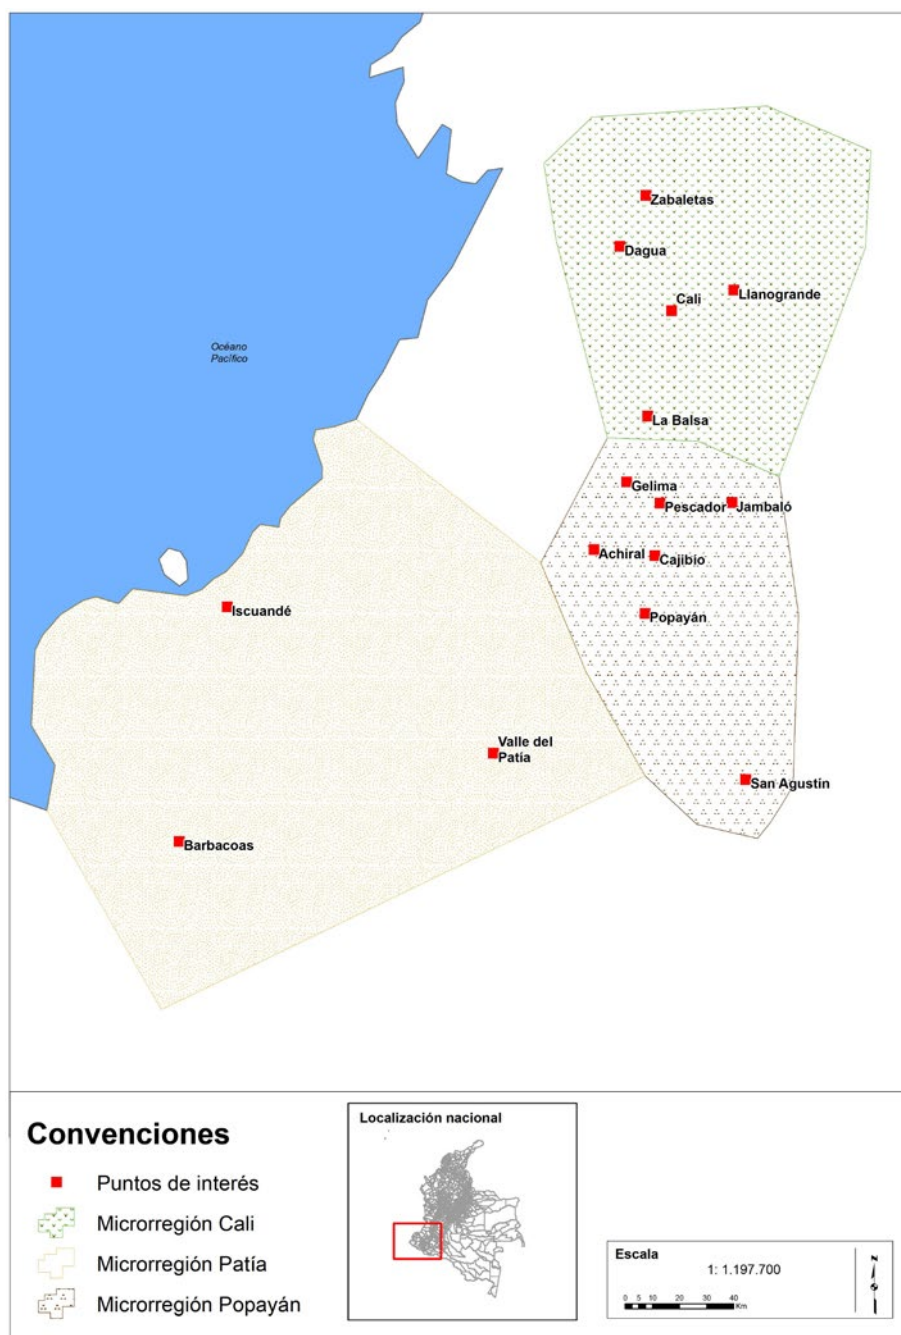 Zabaletas
Dagua
Llanogrande
Cali
Océano
Pacífico
La Balsa
Gelima
Pescador
Jambaló
Achiral
Cajibío
Iscuandé
Popayán
Valle del
Patía
San Agustín
Barbacoas
Convenciones
Puntos de interés
Microrregión Cali
Microrregión Patía
Microrregión Popayán
Localización nacional
Escala
1: 1.197.700
0 5 10 20 30 40
Km
N